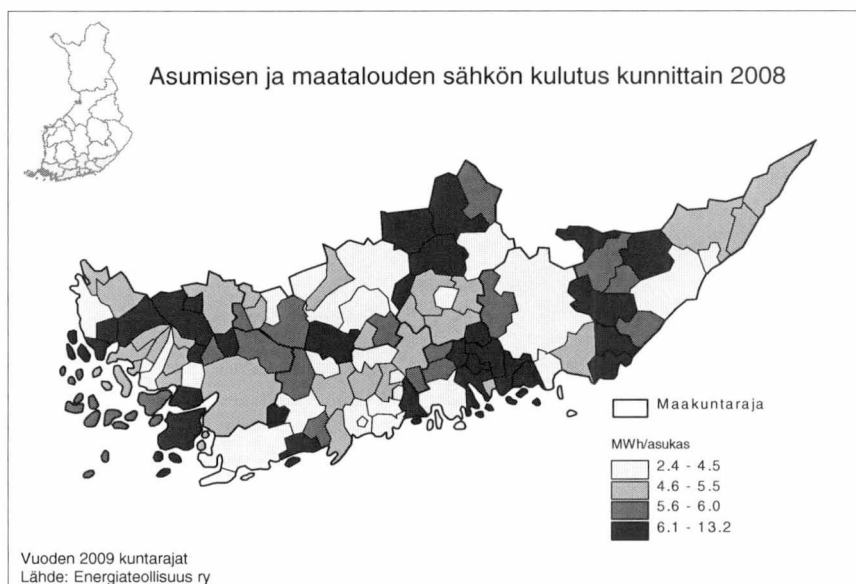 Asumisen ja maatalouden sähkön kulutus kunnittain 2008
Maakuntaraja
MWh/asukas
2.4 - 4.5
4.6 - 5.5
5.6 - 6.0
6.1 - 13.2
Vuoden 2009 kuntarajat
Lähde: Energiateollisuus ry